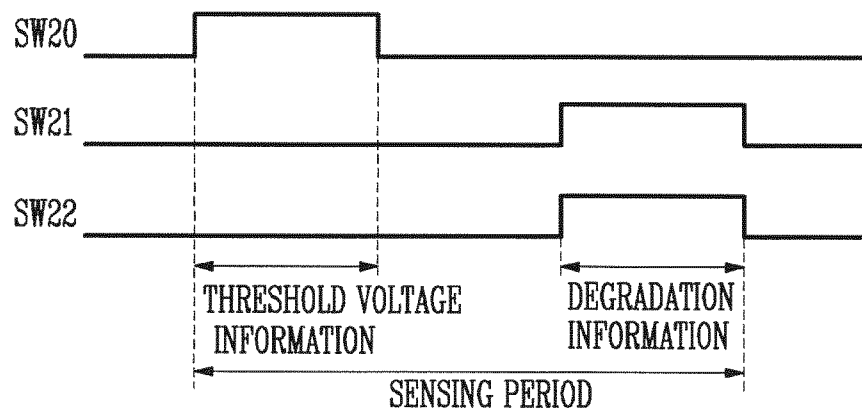 SW20
SW21
SW22
THRESHOLD VOLTAGE
INFORMATION
DEGRADATION
INFORMATION
SENSING PERIOD